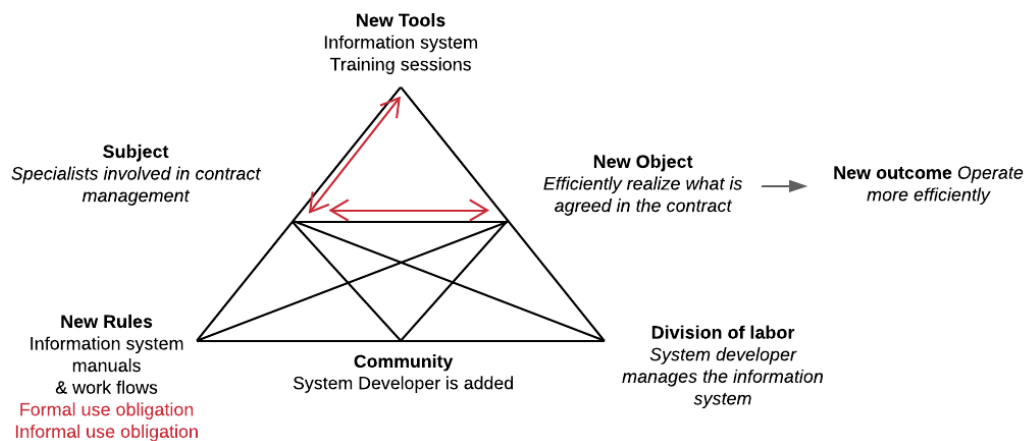 New Tools
Information system
Training sessions
Subject
Specialists involved in contract
management
New Object
Efficiently realize what is
agreed in the contract
New outcome Operate
more efficiently
New Rules
Information system
manuals
& work flows
Formal use obligation
Informal use obligation
Community
System Developer is added
Division of labor
System developer
manages the information
system